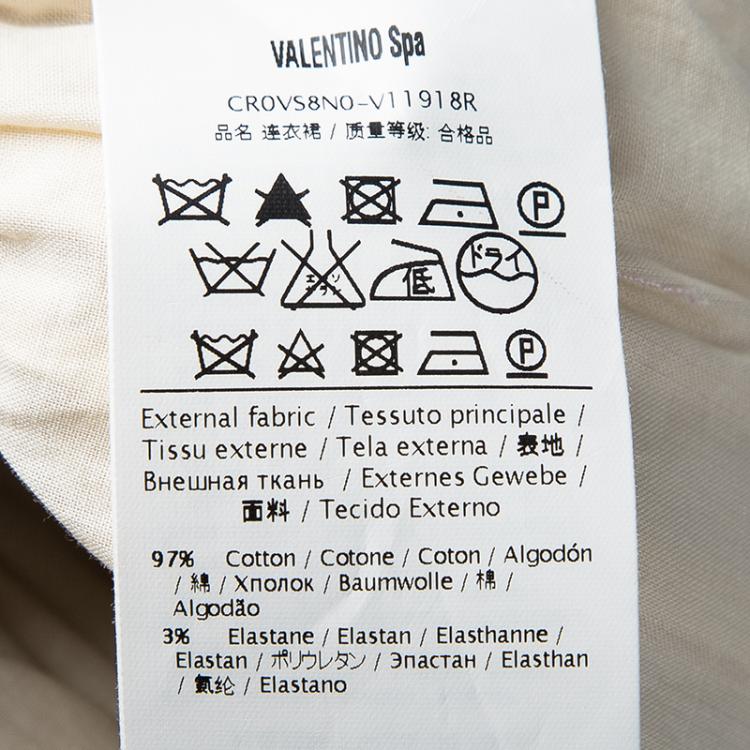 VALENTINO Spa
CR0VS8N0-V11918R
品名 连衣裙 / 质量等级: 合格品
P
エンソ
サラス
低
ドライ
P
External fabric / Tessuto principale /
Tissu externe / Tela externa / 表地 /
Внешная ткань / Externes Gewebe /
面料 / Tecido Externo
97% Cotton / Cotone / Coton / Algodón
/ 綿 / Хполок / Baumwolle / 棉 /
Algodão
3% Elastane / Elastan / Elasthanne /
Elastan / ポリウレタン / Эпастан / Elasthan
/ 氨纶 / Elastano